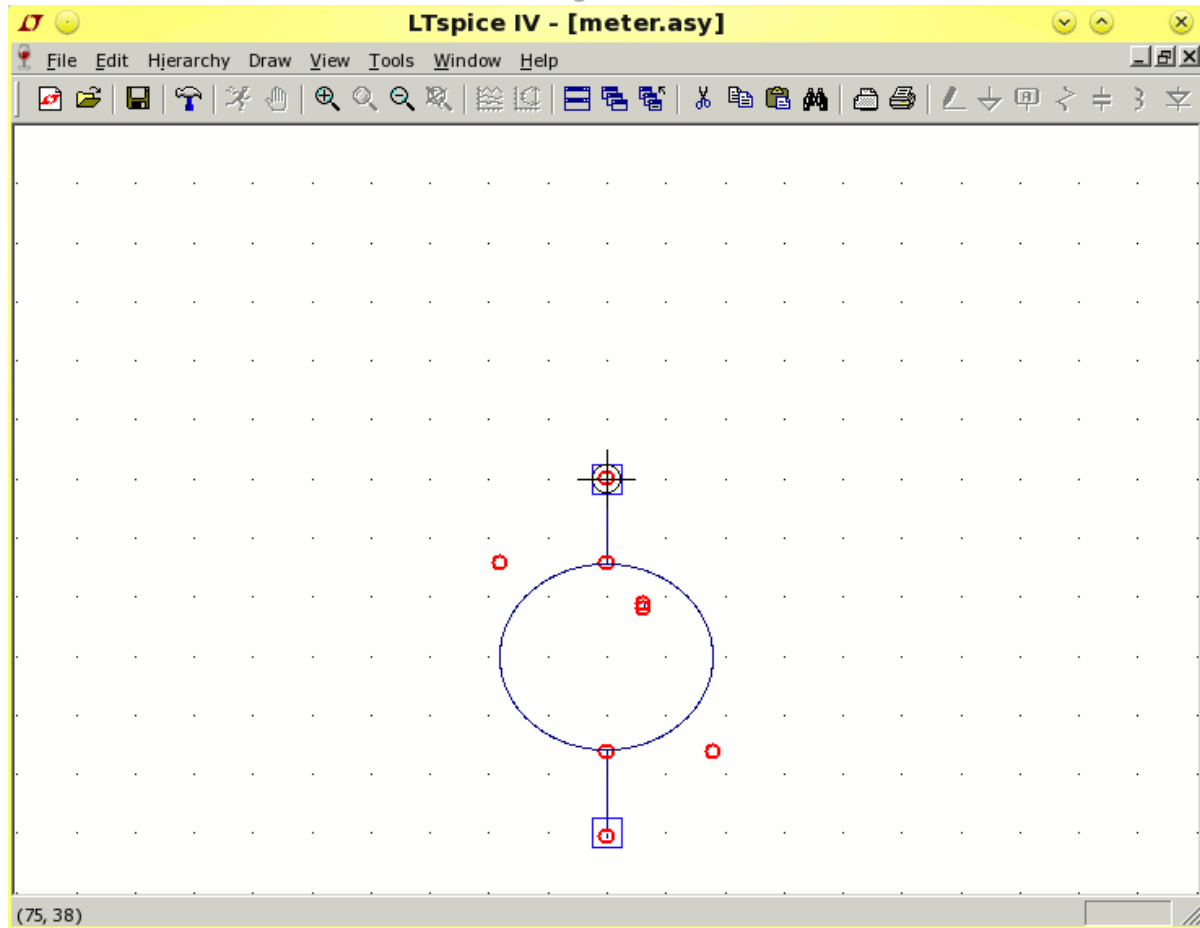 LTspice IV - [meter.asy]
File Edit Hierarchy Draw View Tools Window Help
(75, 38)